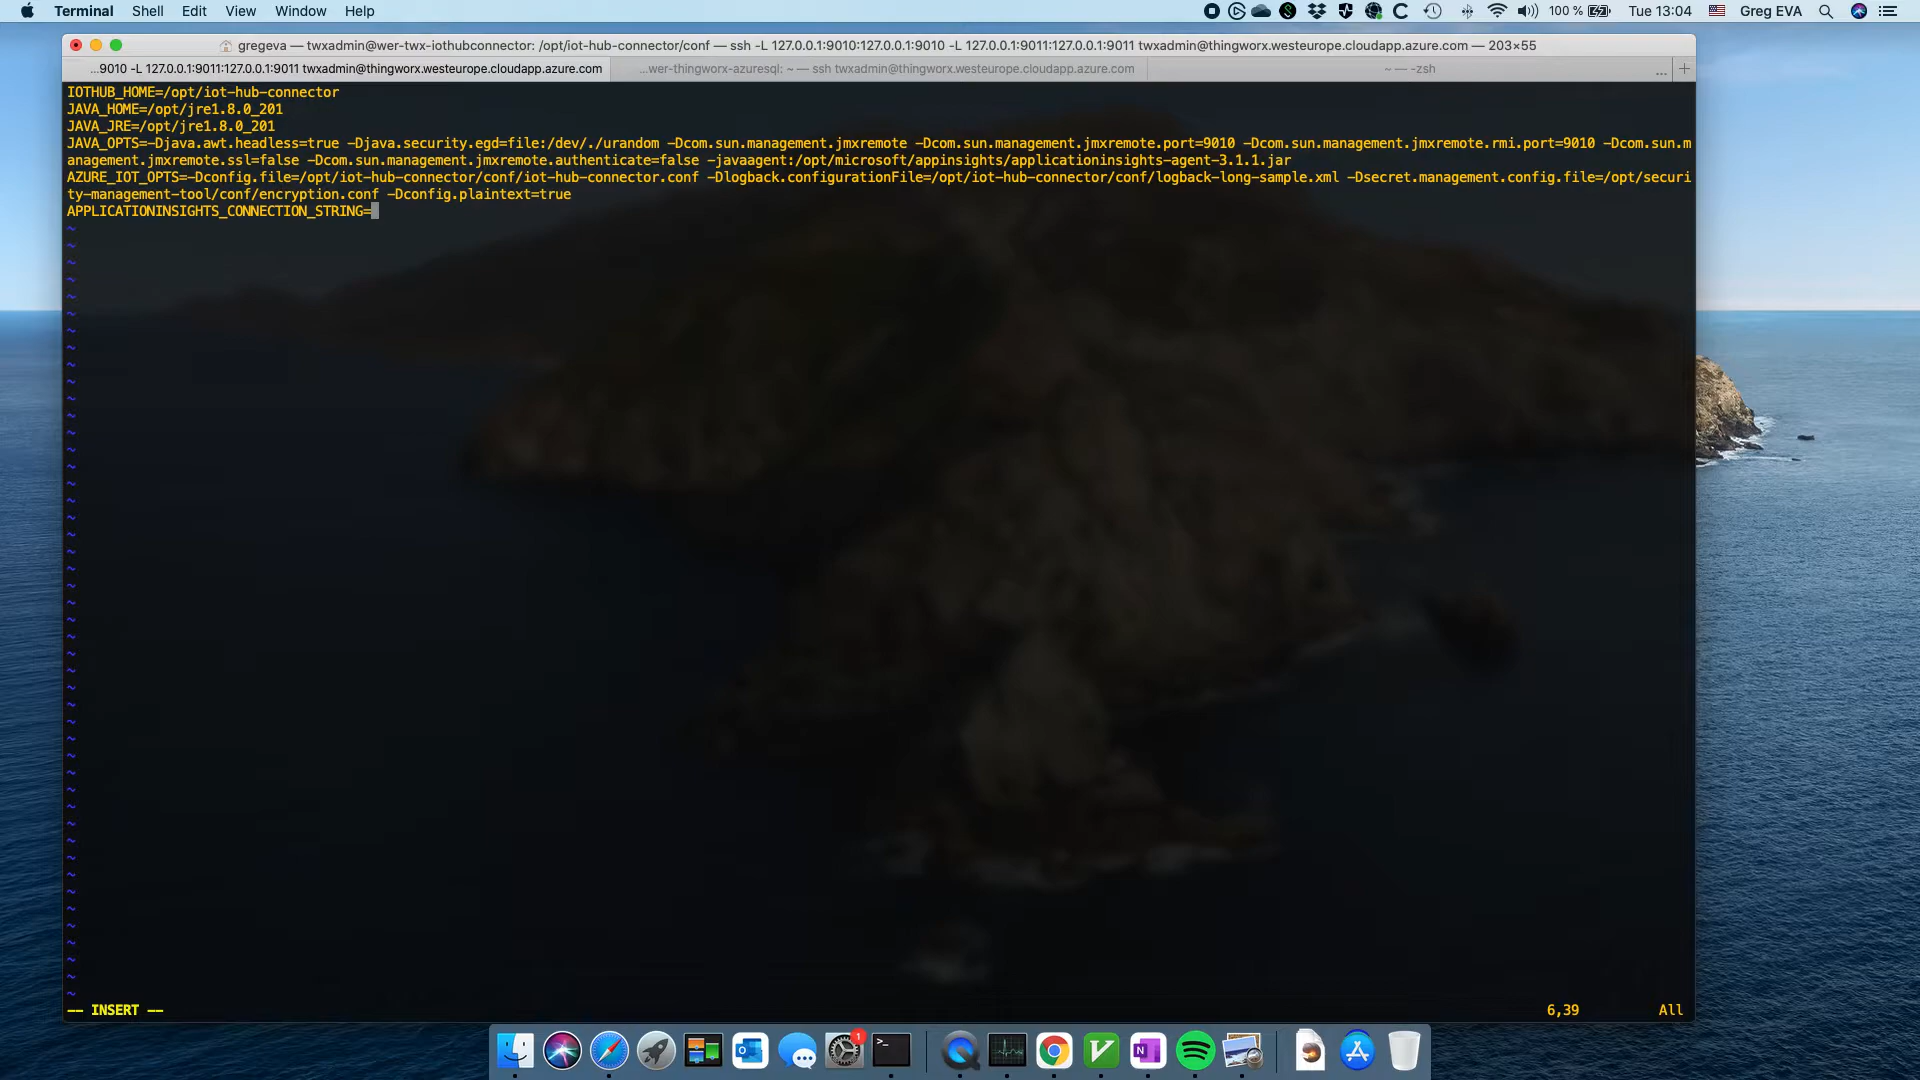 Terminal Shell Edit View Window Help
100 % Tue 13:04 Greg EVA
gregeva — twxadmin@wer-twx-iothubconnector: /opt/iot-hub-connector/conf — ssh -L 127.0.0.1:9010:127.0.0.1:9010 -L 127.0.0.1:9011:127.0.0.1:9011 twxadmin@thingworx.westeurope.cloudapp.azure.com — 203×55
...9010 -L 127.0.0.1:9011:127.0.0.1:9011 twxadmin@thingworx.westeurope.cloudapp.azure.com
...wer-thingworx-azuresql: ~ — ssh twxadmin@thingworx.westeurope.cloudapp.azure.com
~ — -zsh
... +
IOTHUB_HOME=/opt/iot-hub-connector
JAVA_HOME=/opt/jre1.8.0_201
JAVA_JRE=/opt/jre1.8.0_201
JAVA_OPTS=-Djava.awt.headless=true -Djava.security.egd=file:/dev/./urandom -Dcom.sun.management.jmxremote -Dcom.sun.management.jmxremote.port=9010 -Dcom.sun.management.jmxremote.rmi.port=9010 -Dcom.sun.m
anagement.jmxremote.ssl=false -Dcom.sun.management.jmxremote.authenticate=false -javaagent:/opt/microsoft/appinsights/applicationinsights-agent-3.1.1.jar
AZURE_IOT_OPTS=-Dconfig.file=/opt/iot-hub-connector/conf/iot-hub-connector.conf -Dlogback.configurationFile=/opt/iot-hub-connector/conf/logback-long-sample.xml -Dsecret.management.config.file=/opt/securi
ty-management-tool/conf/encryption.conf -Dconfig.plaintext=true
APPLICATIONINSIGHTS_CONNECTION_STRING=
-- INSERT --
6,39
All
1